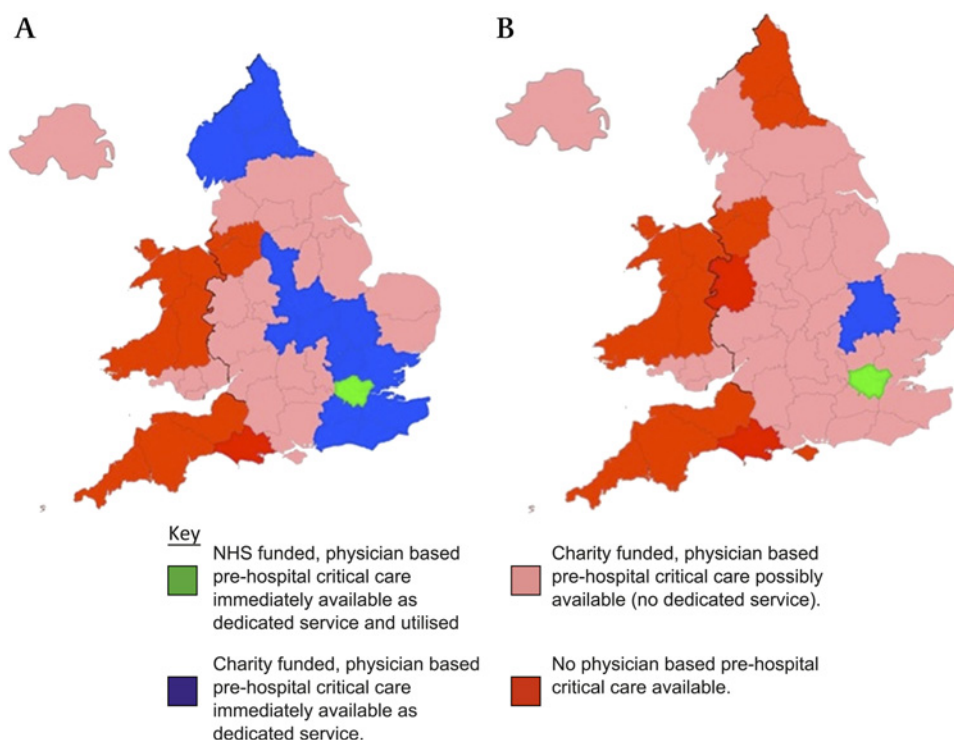 A
B
Key
NHS funded, physician based
pre-hospital critical care
immediately available as
dedicated service and utilised
Charity funded, physician based
pre-hospital critical care
immediately available as
dedicated service.
Charity funded, physician based
pre-hospital critical care possibly
available (no dedicated service).
No physician based pre-hospital
critical care available.